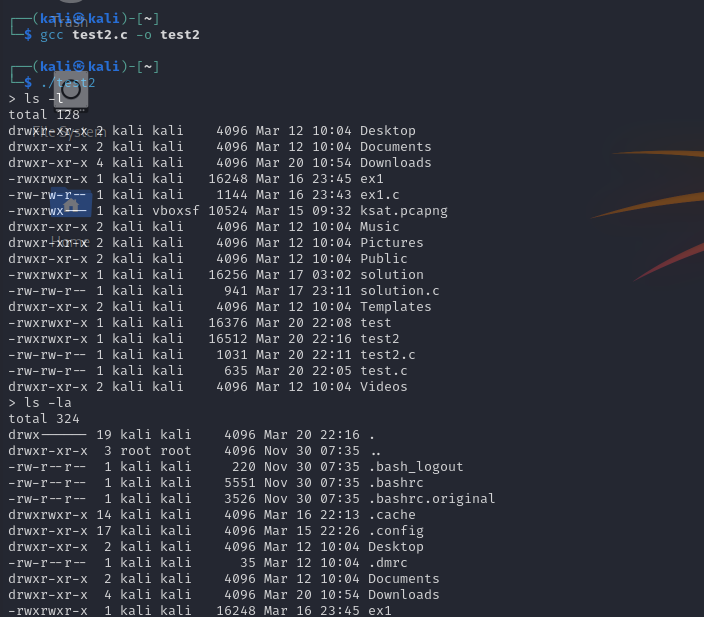 ┌──(kali㉿kali)-[~]
Trash
└─$ gcc test2.c -o test2
┌──(kali㉿kali)-[~]
└─$ ./test2
> ls -l
total 128
drwxr-xr-x 2 kali kali    4096 Mar 12 10:04 Desktop
File System
drwxr-xr-x 2 kali kali    4096 Mar 12 10:04 Documents
drwxr-xr-x 4 kali kali    4096 Mar 20 10:54 Downloads
-rwxrwxr-x 1 kali kali   16248 Mar 16 23:45 ex1
-rw-rw-r-- 1 kali kali    1144 Mar 16 23:43 ex1.c
-rwxrwx--- 1 kali vboxsf 10524 Mar 15 09:32 ksat.pcapng
drwxr-xr-x 2 kali kali    4096 Mar 12 10:04 Music
drwxr-xr-x 2 kali kali    4096 Mar 12 10:04 Pictures
Home
drwxr-xr-x 2 kali kali    4096 Mar 12 10:04 Public
-rwxrwxr-x 1 kali kali   16256 Mar 17 03:02 solution
-rw-rw-r-- 1 kali kali     941 Mar 17 23:11 solution.c
drwxr-xr-x 2 kali kali    4096 Mar 12 10:04 Templates
-rwxrwxr-x 1 kali kali   16376 Mar 20 22:08 test
-rwxrwxr-x 1 kali kali   16512 Mar 20 22:16 test2
-rw-rw-r-- 1 kali kali    1031 Mar 20 22:11 test2.c
-rw-rw-r-- 1 kali kali     635 Mar 20 22:05 test.c
drwxr-xr-x 2 kali kali    4096 Mar 12 10:04 Videos
> ls -la
total 324
drwx------ 19 kali kali    4096 Mar 20 22:16 .
drwxr-xr-x  3 root root    4096 Nov 30 07:35 ..
-rw-r--r--  1 kali kali     220 Nov 30 07:35 .bash_logout
-rw-r--r--  1 kali kali    5551 Nov 30 07:35 .bashrc
-rw-r--r--  1 kali kali    3526 Nov 30 07:35 .bashrc.original
drwxrwxr-x 14 kali kali    4096 Mar 16 22:13 .cache
drwxr-xr-x 17 kali kali    4096 Mar 15 22:26 .config
drwxr-xr-x  2 kali kali    4096 Mar 12 10:04 Desktop
-rw-r--r--  1 kali kali      35 Mar 12 10:04 .dmrc
drwxr-xr-x  2 kali kali    4096 Mar 12 10:04 Documents
drwxr-xr-x  4 kali kali    4096 Mar 20 10:54 Downloads
-rwxrwxr-x  1 kali kali   16248 Mar 16 23:45 ex1